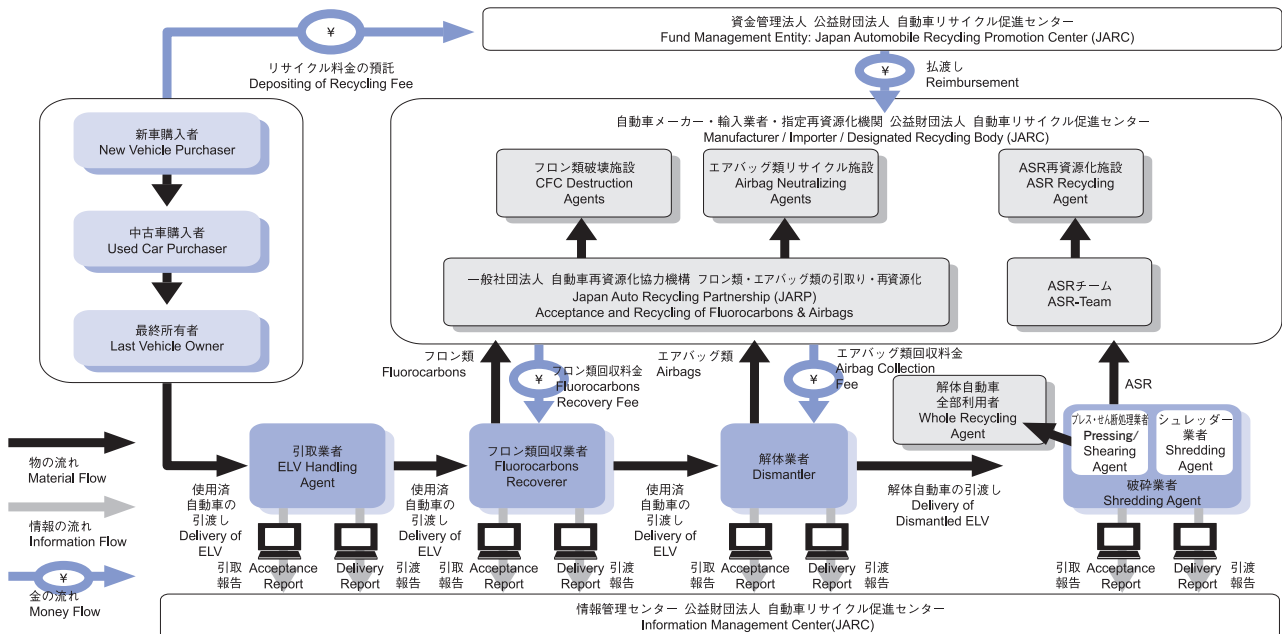 資金管理法人 公益財団法人 自動車リサイクル促進センター
Fund Management Entity: Japan Automobile Recycling Promotion Center (JARC)
¥
リサイクル料金の預託
Depositing of Recycling Fee
¥
払渡し
Reimbursement
新車購入者
New Vehicle Purchaser
中古車購入者
Used Car Purchaser
最終所有者
Last Vehicle Owner
自動車メーカー・輸入業者・指定再資源化機関 公益財団法人 自動車リサイクル促進センター
Manufacturer / Importer / Designated Recycling Body (JARC)
フロン類破壊施設
CFC Destruction
Agents
エアバッグ類リサイクル施設
Airbag Neutralizing
Agents
ASR再資源化施設
ASR Recycling
Agent
一般社団法人 自動車再資源化協力機構 フロン類・エアバッグ類の引取り・再資源化
Japan Auto Recycling Partnership (JARP)
Acceptance and Recycling of Fluorocarbons & Airbags
ASRチーム
ASR-Team
フロン類
Fluorocarbons
¥
フロン類回収料金
Fluorocarbons
Recovery Fee
エアバッグ類
Airbags
¥
エアバッグ類回収料金
Airbag Collection
Fee
ASR
解体自動車
全部利用者
Whole Recycling
Agent
プレス・せん断処理業者
Pressing/
Shearing
Agent
シュレッダー
業者
Shredding
Agent
破砕業者
Shredding Agent
引取業者
ELV Handling
Agent
フロン類回収業者
Fluorocarbons
Recoverer
解体業者
Dismantler
物の流れ
Material Flow
情報の流れ
Information Flow
¥
金の流れ
Money Flow
使用済
自動車の
引渡し
Delivery of
ELV
使用済
自動車の
引渡し
Delivery of
ELV
使用済
自動車の
引渡し
Delivery of
ELV
解体自動車の引渡し
Delivery of
Dismantled ELV
引取
報告
Acceptance
Report
Delivery
Report
引渡
報告
引取
報告
Acceptance
Report
Delivery
Report
引渡
報告
引取
報告
Acceptance
Report
Delivery
Report
引渡
報告
引取
報告
Acceptance
Report
Delivery
Report
引渡
報告
情報管理センター 公益財団法人 自動車リサイクル促進センター
Information Management Center(JARC)